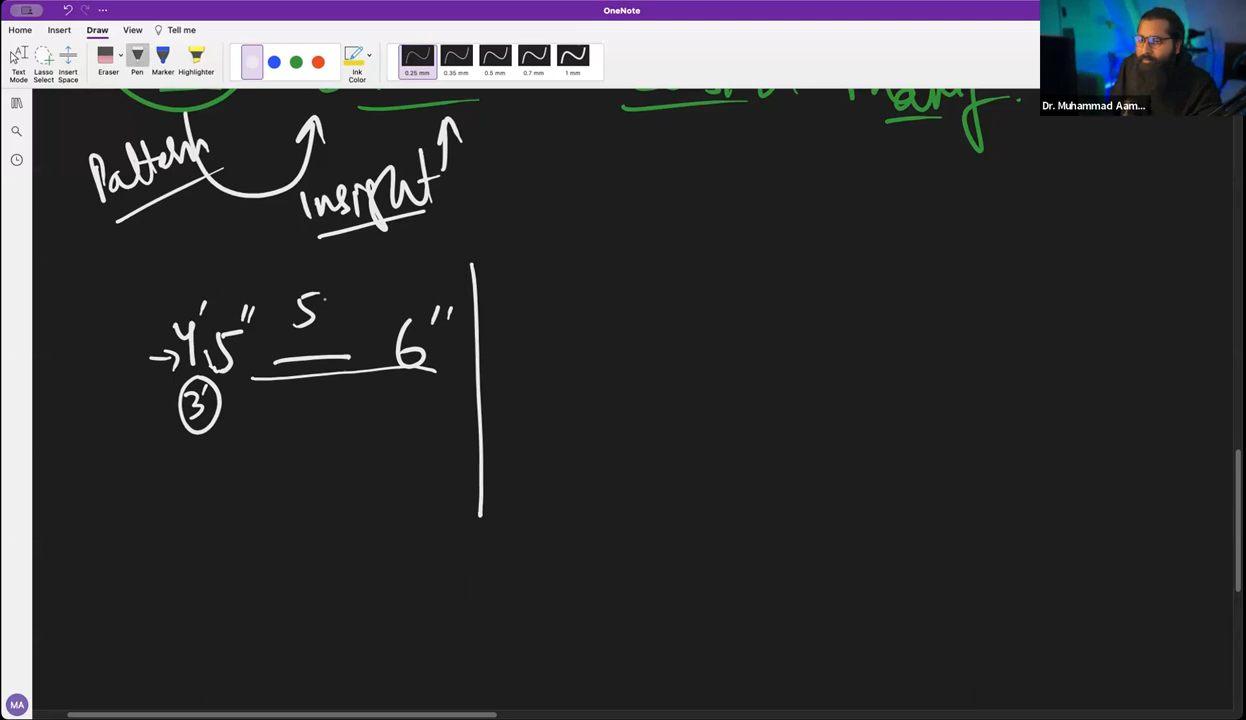 OneNote
Home Insert Draw View Tell me
Text Mode Lasso Select Insert Space Eraser Pen Marker Highlighter Ink Color 0.25 mm 0.35 mm 0.5 mm 0.7 mm 1 mm
Dr. Muhammad Aam...
Pattern
Insight
4' 5" 5 6"
3'
MA